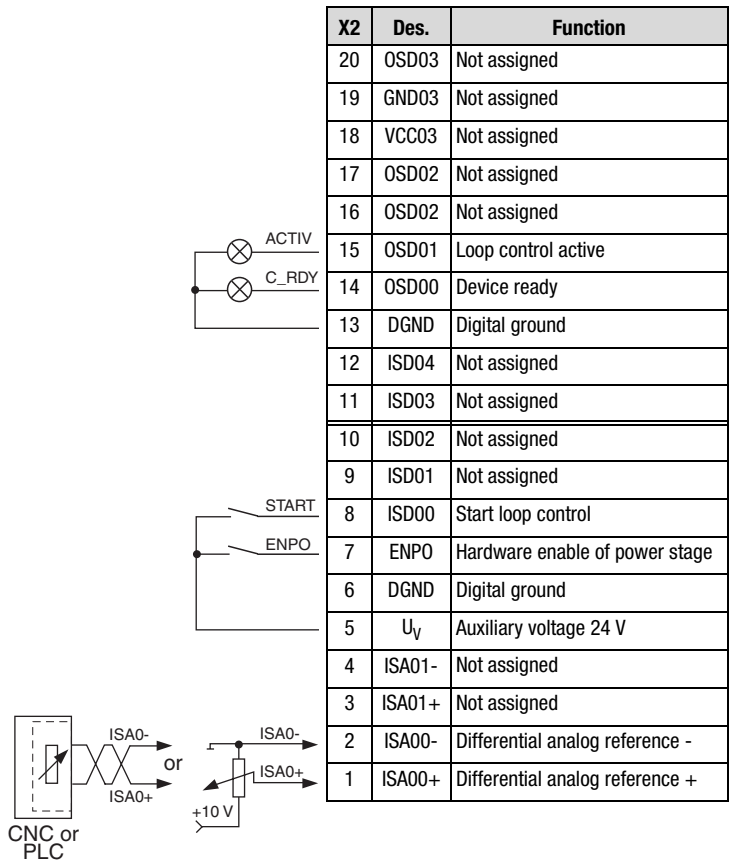 X2 Des. Function
20 OSD03 Not assigned
19 GND03 Not assigned
18 VCC03 Not assigned
17 OSD02 Not assigned
16 OSD02 Not assigned
ACTIV 15 OSD01 Loop control active
C_RDY 14 OSD00 Device ready
13 DGND Digital ground
12 ISD04 Not assigned
11 ISD03 Not assigned
10 ISD02 Not assigned
9 ISD01 Not assigned
START 8 ISD00 Start loop control
ENPO 7 ENPO Hardware enable of power stage
6 DGND Digital ground
5 UV Auxiliary voltage 24 V
4 ISA01- Not assigned
3 ISA01+ Not assigned
ISA0- or ISA0- 2 ISA00- Differential analog reference -
ISA0+ ISA0+ 1 ISA00+ Differential analog reference +
+10 V
CNC or
PLC